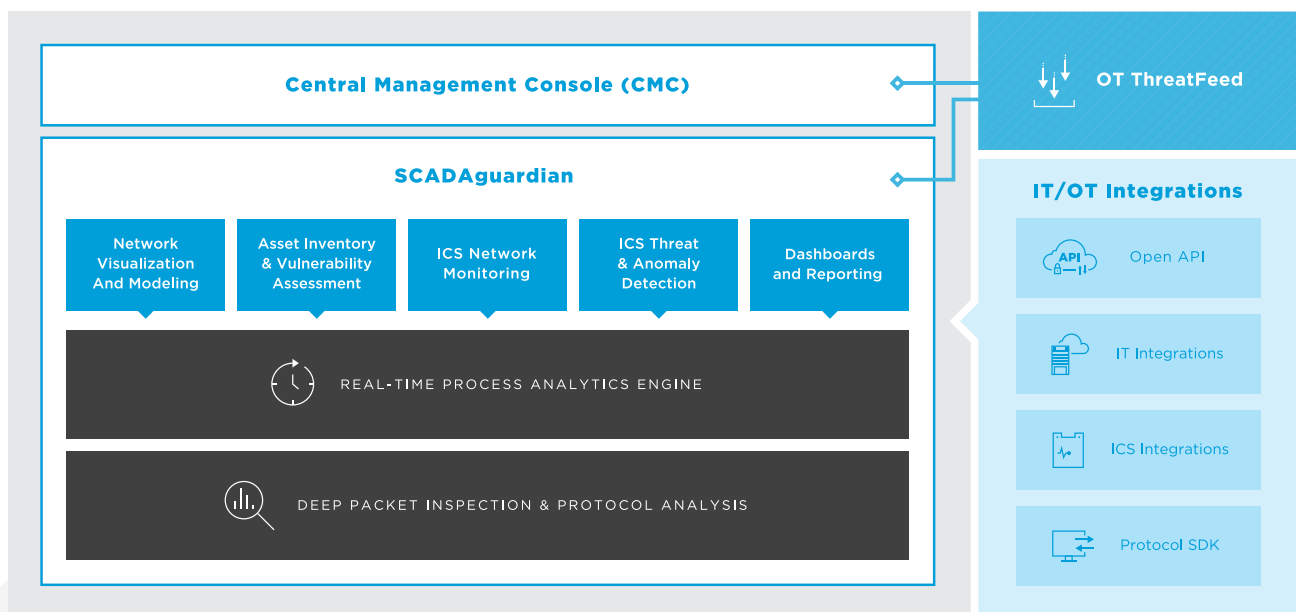 Central Management Console (CMC)
OT ThreatFeed
SCADAguardian
Network
Visualization
And Modeling
Asset Inventory
& Vulnerability
Assessment
ICS Network
Monitoring
ICS Threat
& Anomaly
Detection
Dashboards
and Reporting
REAL-TIME PROCESS ANALYTICS ENGINE
DEEP PACKET INSPECTION & PROTOCOL ANALYSIS
IT/OT Integrations
API
Open API
IT Integrations
ICS Integrations
Protocol SDK